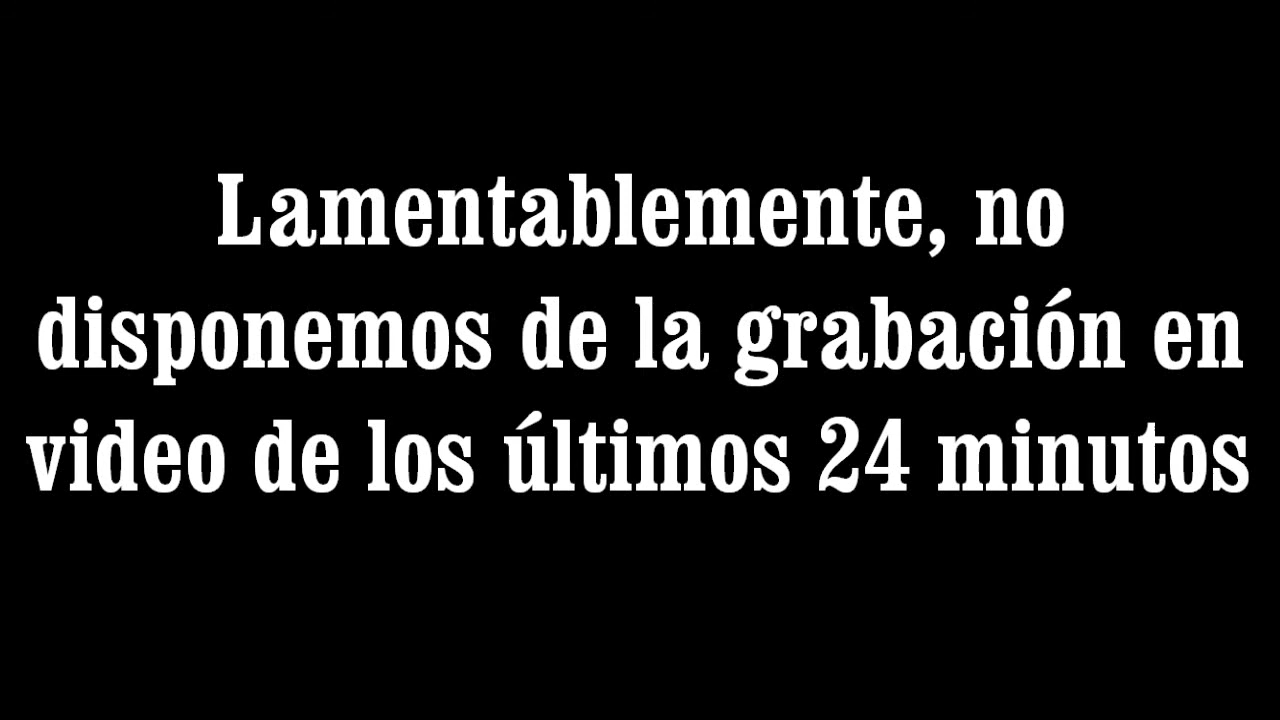 Lamentablemente, no
disponemos de la grabación en
video de los últimos 24 minutos